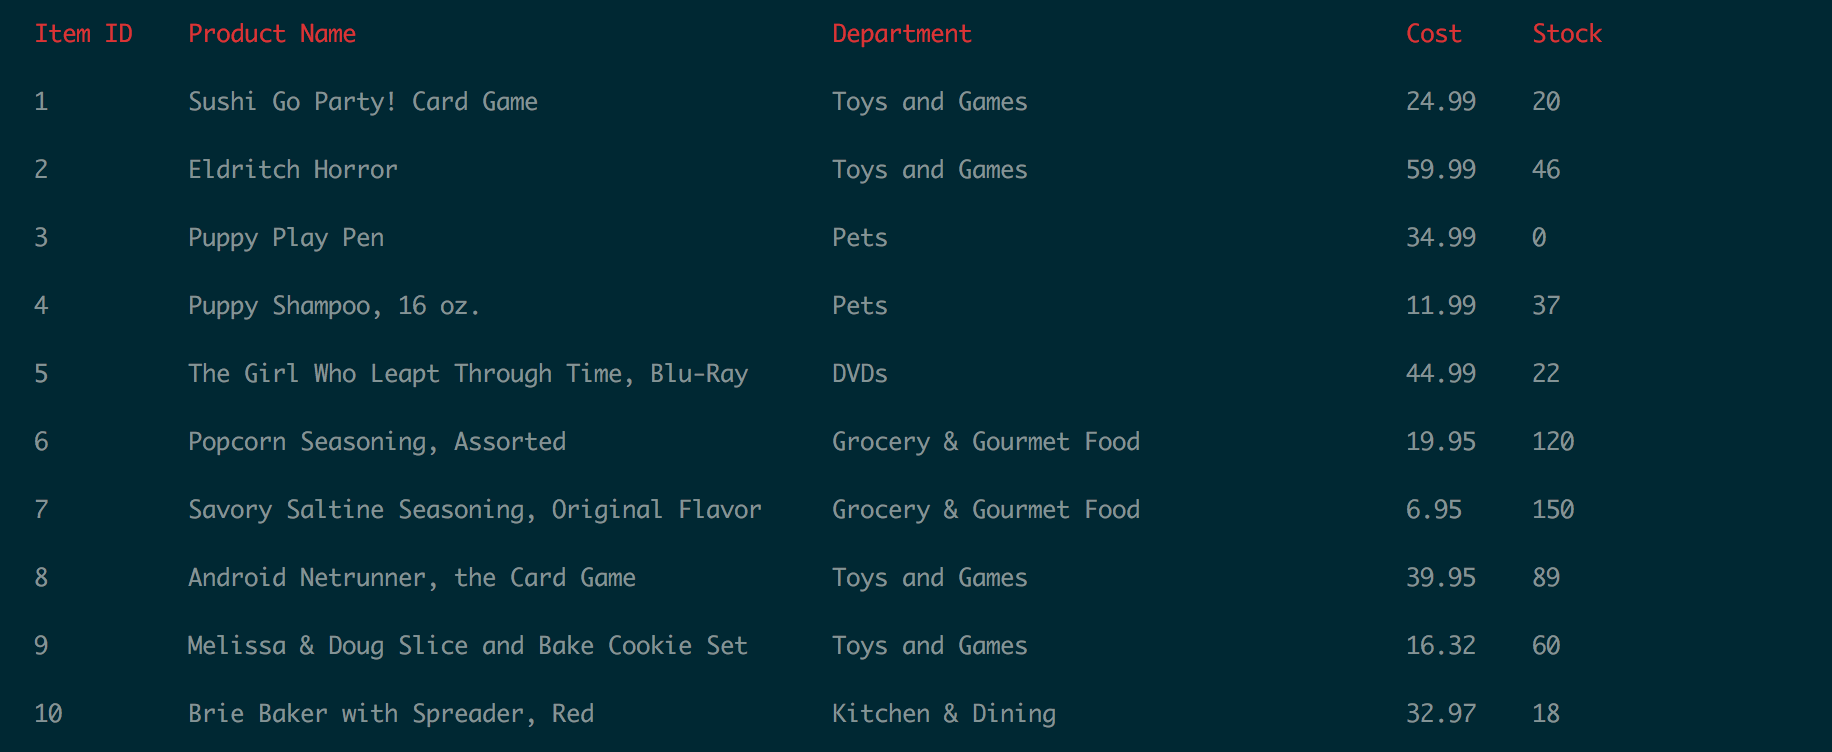 Item ID Product Name Department Cost Stock
1 Sushi Go Party! Card Game Toys and Games 24.99 20
2 Eldritch Horror Toys and Games 59.99 46
3 Puppy Play Pen Pets 34.99 0
4 Puppy Shampoo, 16 oz. Pets 11.99 37
5 The Girl Who Leapt Through Time, Blu-Ray DVDs 44.99 22
6 Popcorn Seasoning, Assorted Grocery & Gourmet Food 19.95 120
7 Savory Saltine Seasoning, Original Flavor Grocery & Gourmet Food 6.95 150
8 Android Netrunner, the Card Game Toys and Games 39.95 89
9 Melissa & Doug Slice and Bake Cookie Set Toys and Games 16.32 60
10 Brie Baker with Spreader, Red Kitchen & Dining 32.97 18